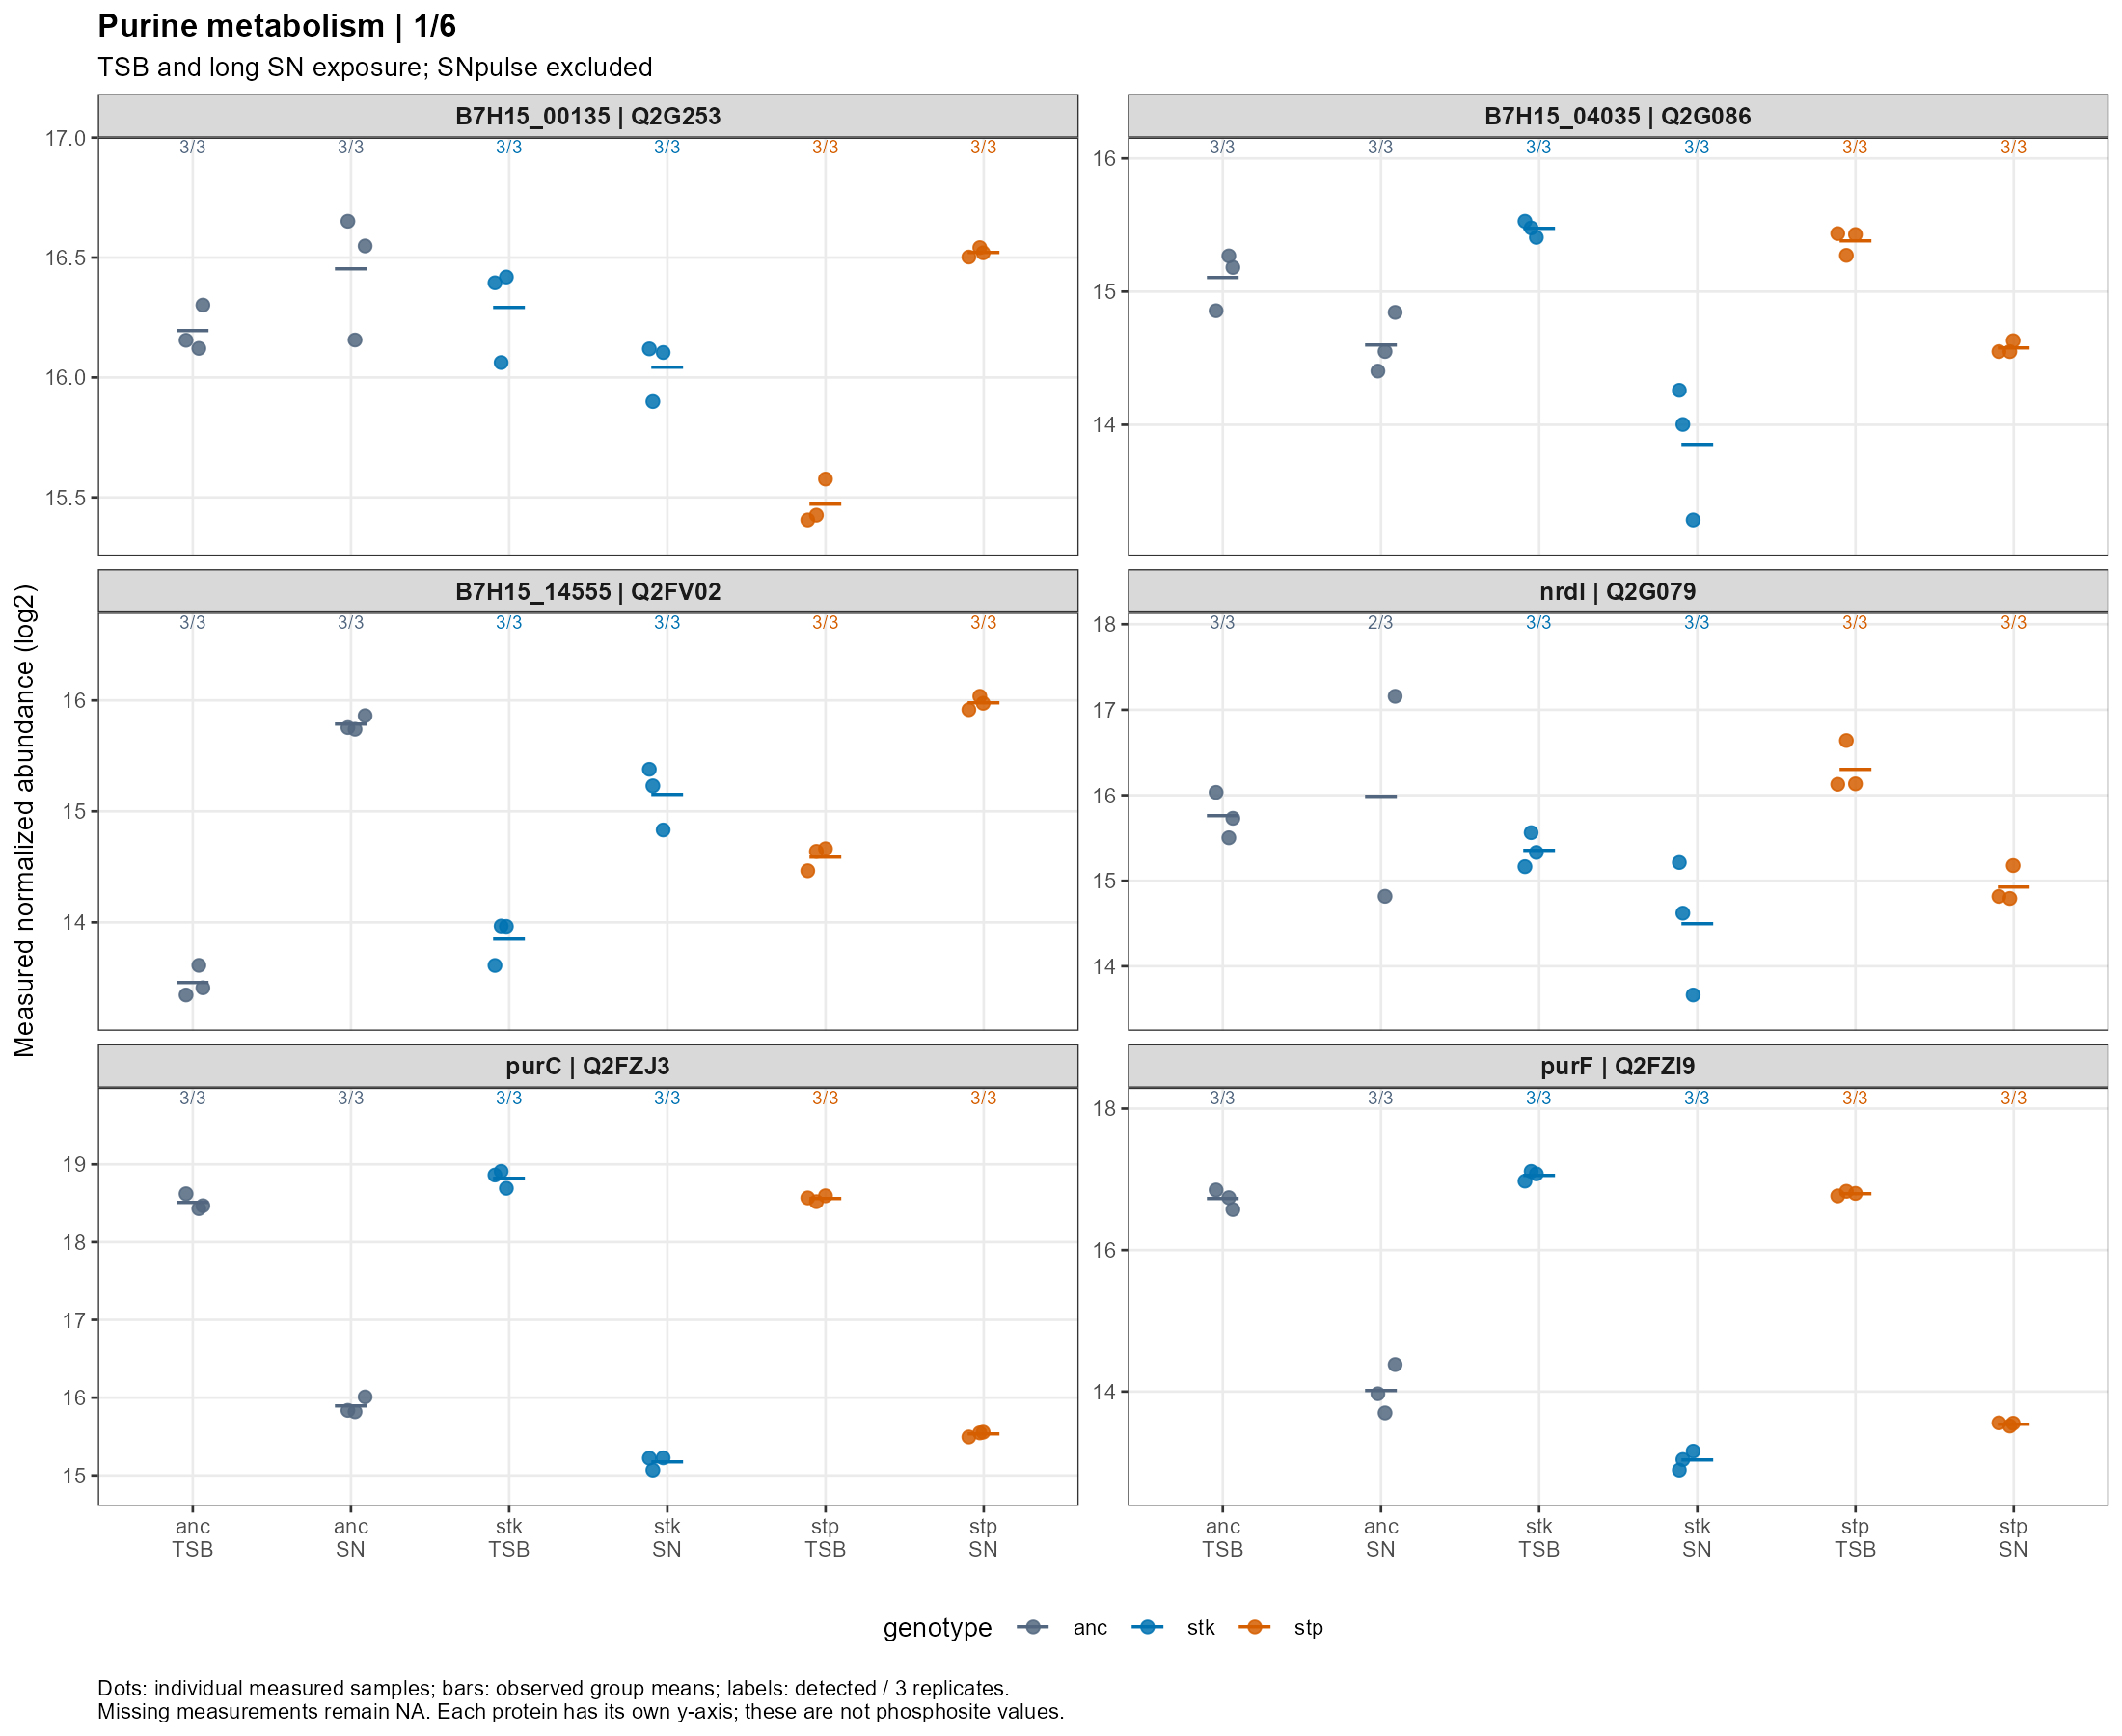 Purine metabolism | 1/6
TSB and long SN exposure; SNpulse excluded
B7H15_00135 | Q2G253
3/3 3/3 3/3 3/3 3/3 3/3
17.0
16.5
16.0
15.5
B7H15_04035 | Q2G086
3/3 3/3 3/3 3/3 3/3 3/3
16
15
14
Measured normalized abundance (log2)
B7H15_14555 | Q2FV02
3/3 3/3 3/3 3/3 3/3 3/3
16
15
14
nrdI | Q2G079
3/3 2/3 3/3 3/3 3/3 3/3
18
17
16
15
14
purC | Q2FZJ3
3/3 3/3 3/3 3/3 3/3 3/3
19
18
17
16
15
anc anc stk stk stp stp
TSB SN TSB SN TSB SN
purF | Q2FZI9
3/3 3/3 3/3 3/3 3/3 3/3
18
16
14
anc anc stk stk stp stp
TSB SN TSB SN TSB SN
genotype anc stk stp
Dots: individual measured samples; bars: observed group means; labels: detected / 3 replicates.
Missing measurements remain NA. Each protein has its own y-axis; these are not phosphosite values.